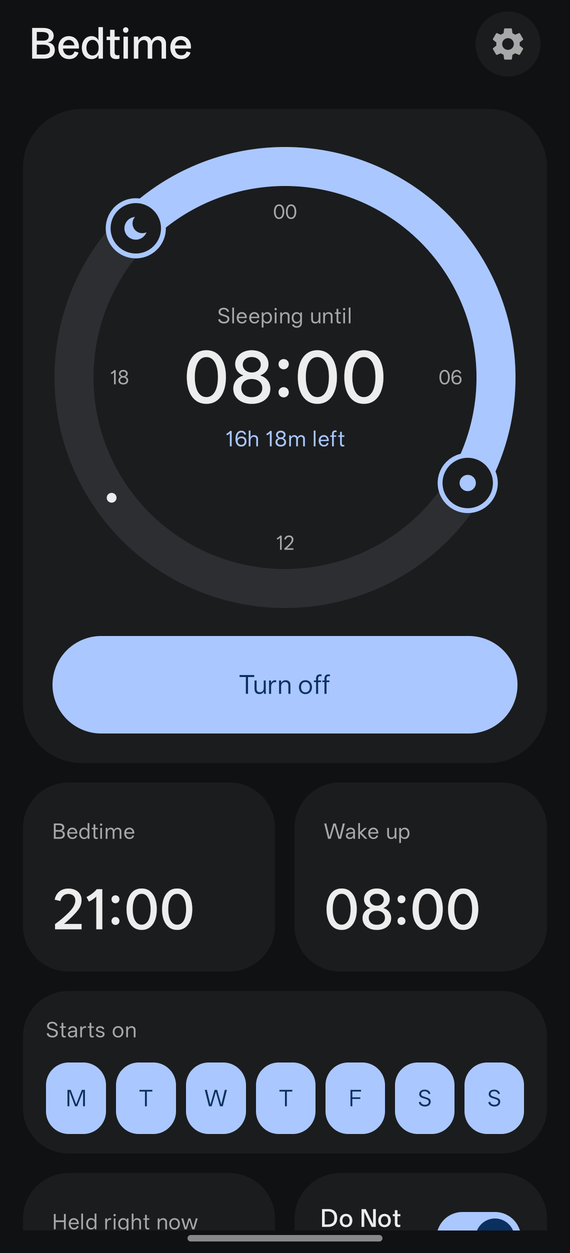 Bedtime
00
Sleeping until
18
08:00
06
16h 18m left
12
Turn off
Bedtime
Wake up
21:00
08:00
Starts on
M T W T F S S
Held right now
Do Not